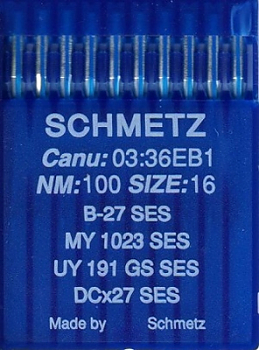 SCHMETZ
Canu: 03:36EB1
NM:100 SIZE:16
B-27 SES
MY 1023 SES
UY 191 GS SES
DCx27 SES
Made by Schmetz